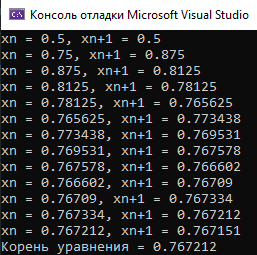 Консоль отладки Microsoft Visual Studio
xn = 0.5, xn+1 = 0.5
xn = 0.75, xn+1 = 0.875
xn = 0.875, xn+1 = 0.8125
xn = 0.8125, xn+1 = 0.78125
xn = 0.78125, xn+1 = 0.765625
xn = 0.765625, xn+1 = 0.773438
xn = 0.773438, xn+1 = 0.769531
xn = 0.769531, xn+1 = 0.767578
xn = 0.767578, xn+1 = 0.766602
xn = 0.766602, xn+1 = 0.76709
xn = 0.76709, xn+1 = 0.767334
xn = 0.767334, xn+1 = 0.767212
xn = 0.767212, xn+1 = 0.767151
Корень уравнения = 0.767212